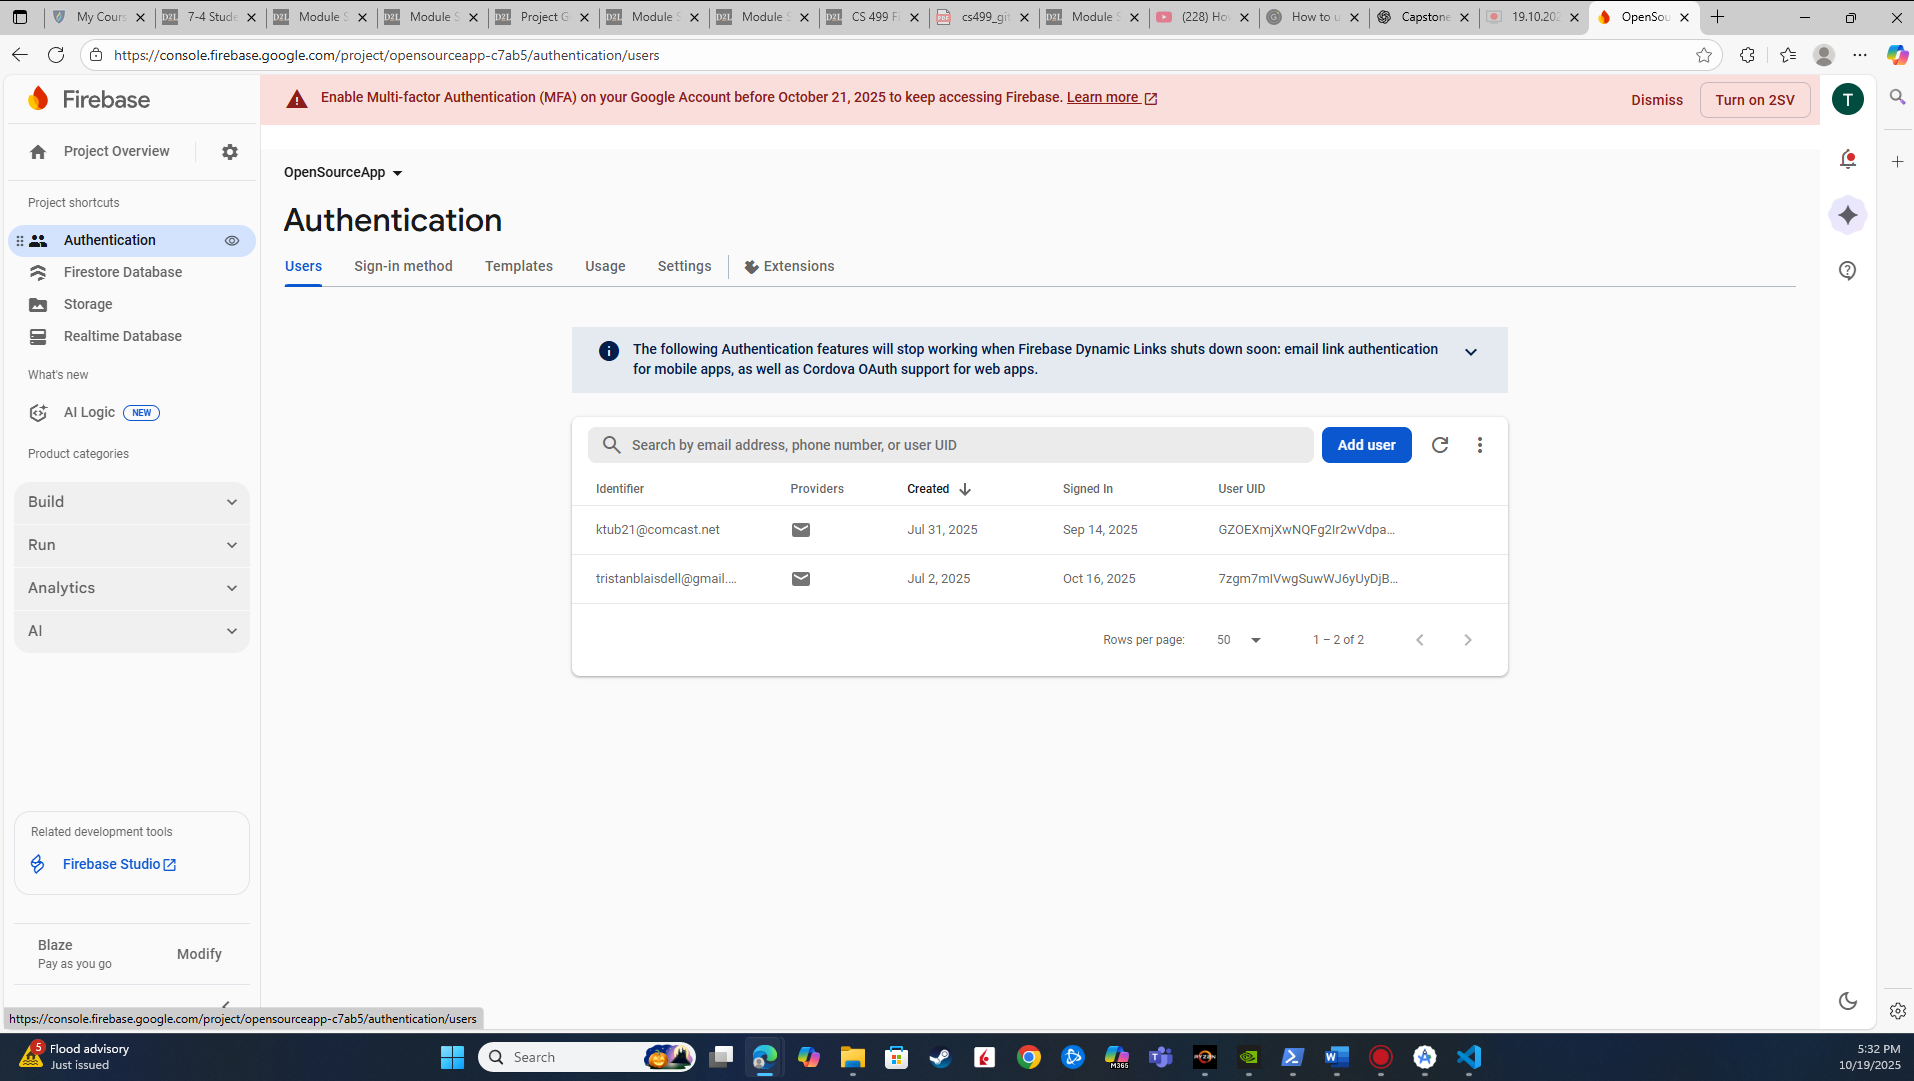 My Cours
7-4 Stude
Module S
Module S
Project G
Module S
Module S
CS 499 Fi
cs499_git
Module S
(228) Hov
How to u
Capstone
19.10.202
OpenSou
https://console.firebase.google.com/project/opensourceapp-c7ab5/authentication/users
Firebase
Enable Multi-factor Authentication (MFA) on your Google Account before October 21, 2025 to keep accessing Firebase. Learn more
Dismiss
Turn on 2SV
T
Project Overview
OpenSourceApp
Project shortcuts
Authentication
Authentication
Firestore Database
Storage
Realtime Database
Users
Sign-in method
Templates
Usage
Settings
Extensions
What's new
AI Logic NEW
Product categories
Build
Run
Analytics
AI
The following Authentication features will stop working when Firebase Dynamic Links shuts down soon: email link authentication
for mobile apps, as well as Cordova OAuth support for web apps.
Search by email address, phone number, or user UID
Add user
Identifier Providers Created Signed In User UID
ktub21@comcast.net Jul 31, 2025 Sep 14, 2025 GZOEXmjXwNQFg2Ir2wVdpa...
tristanblaisdell@gmail.... Jul 2, 2025 Oct 16, 2025 7zgm7mIVwgSuwWJ6yUyDjB...
Rows per page: 50 1 – 2 of 2
Related development tools
Firebase Studio
Blaze
Pay as you go
Modify
https://console.firebase.google.com/project/opensourceapp-c7ab5/authentication/users
5
Flood advisory
Just issued
Search
M365
RYZEN
5:32 PM
10/19/2025